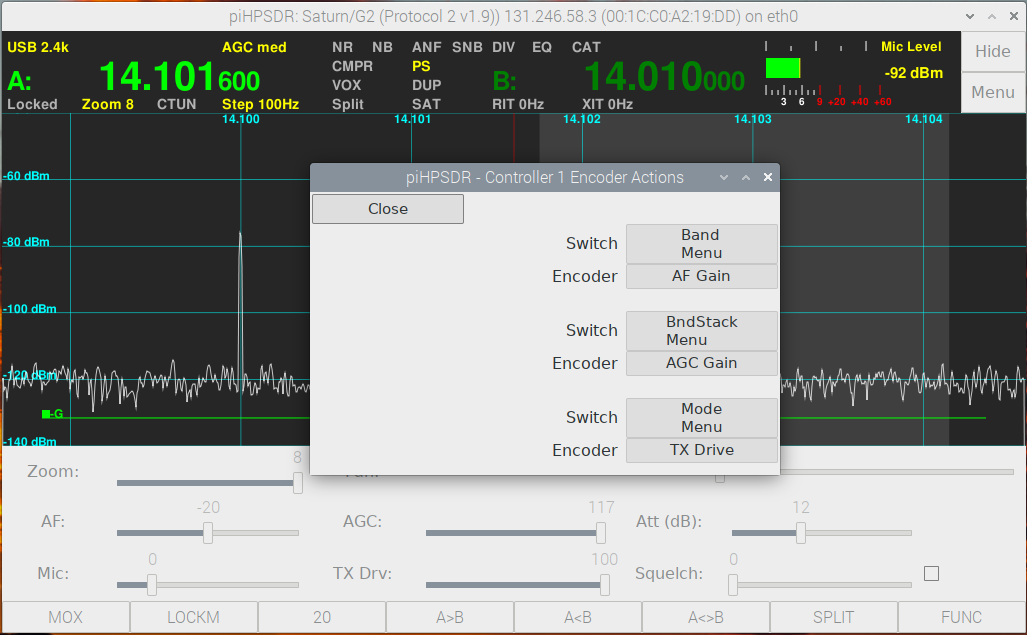 piHPSDR: Saturn/G2 (Protocol 2 v1.9)) 131.246.58.3 (00:1C:C0:A2:19:DD) on eth0
USB 2.4k AGC med NR NB ANF SNB DIV EQ CAT Mic Level Hide
A: 14.101600 CMPR PS B: 14.010000 -92 dBm
VOX DUP Menu
Locked Zoom 8 CTUN Step 100Hz Split SAT RIT 0Hz XIT 0Hz 3 6 9 +20 +40 +60
14.100 14.101 14.102 14.103 14.104
-60 dBm
-80 dBm
-100 dBm
-120 dBm
-G
-140 dBm
piHPSDR - Controller 1 Encoder Actions
Close
Switch Band
Menu
Encoder AF Gain
Switch BndStack
Menu
Encoder AGC Gain
Switch Mode
Menu
Encoder TX Drive
Zoom: 8
AF: -20 AGC: 117 Att (dB): 12
Mic: 0 TX Drv: 100 Squelch: 0
MOX LOCKM 20 A>B A<B A<>B SPLIT FUNC